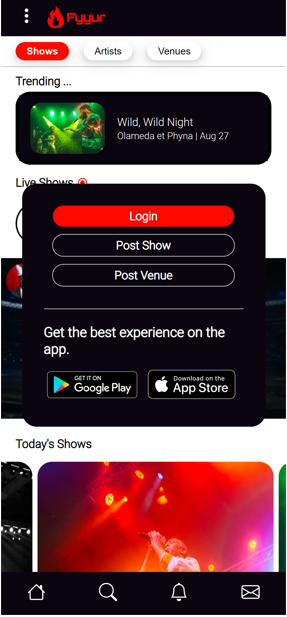 Fyyur
Shows Artists Venues
Trending ...
Wild, Wild Night
Olameda et Phyna | Aug 27
Live Shows
Login
Post Show
Post Venue
Get the best experience on the
app.
GET IT ON
Google Play
Download on the
App Store
Today's Shows